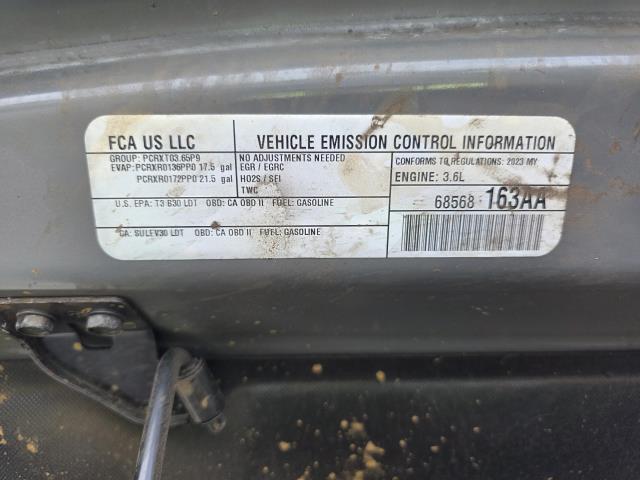 FCA US LLC
VEHICLE EMISSION CONTROL INFORMATION
GROUP: PCRXT03.65P9
EVAP: PCRXR0136PP0 17.5 gal
PCRXR0172PP0 21.5 gal
NO ADJUSTMENTS NEEDED
EGR / EGRC
HO2S / SFI
TWC
CONFORMS TO REGULATIONS: 2023 MY
ENGINE: 3.6L
U.S. EPA: T3 B30 LDT OBD: CA OBD II FUEL: GASOLINE
CA: SULEV30 LDT OBD: CA OBD II FUEL: GASOLINE
68568 163AA